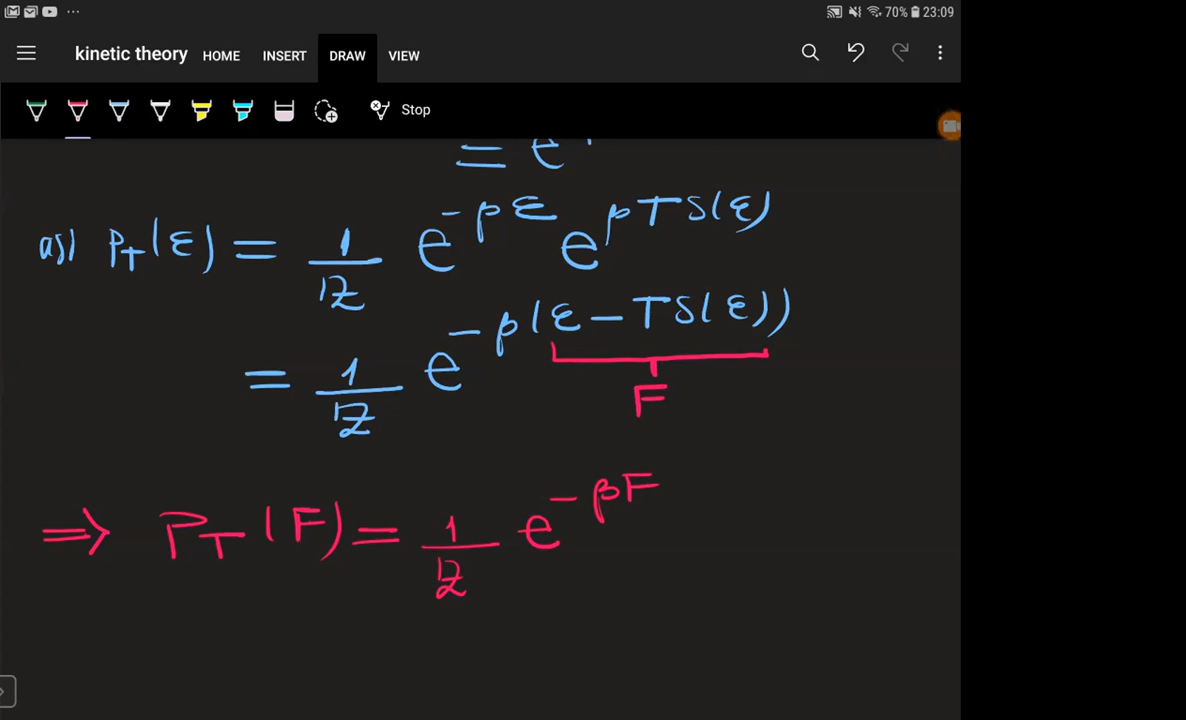 ... 70% 23:09
kinetic theory HOME INSERT DRAW VIEW
Stop
= e
así P_T(ε) = 1/Z e^{-βε} e^{βTS(ε)}
= 1/Z e^{-β(ε-TS(ε))}
F
⇒ P_T(F) = 1/Z e^{-βF}